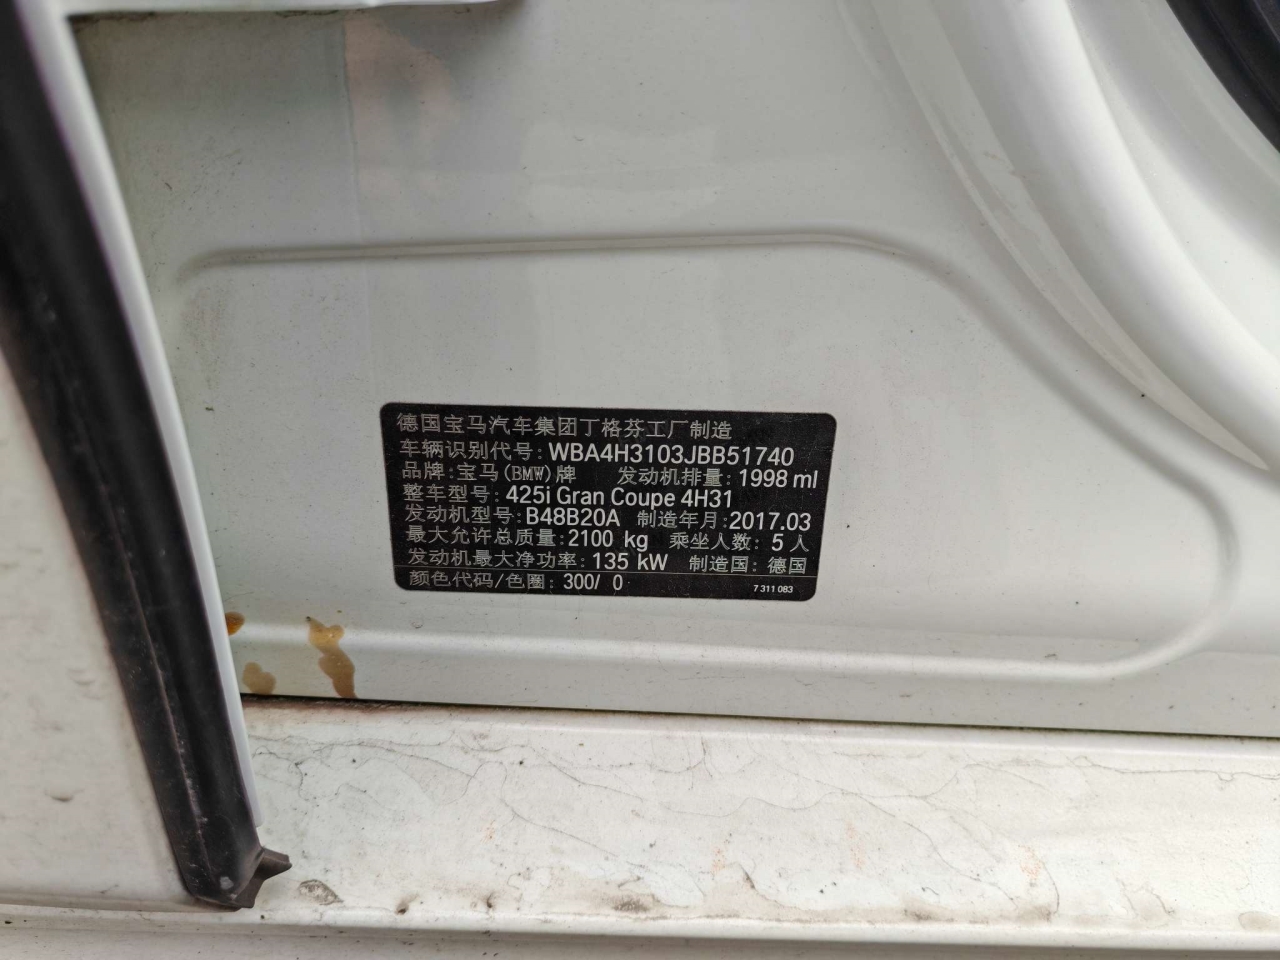 德国宝马汽车集团丁格芬工厂制造
车辆识别代号: WBA4H3103JBB51740
品牌: 宝马(BMW)牌 发动机排量: 1998 ml
整车型号: 425i Gran Coupe 4H31
发动机型号: B48B20A 制造年月: 2017.03
最大允许总质量: 2100 kg 乘坐人数: 5 人
发动机最大净功率: 135 kW 制造国: 德国
颜色代码/色圈: 300/ 0 7 311 083